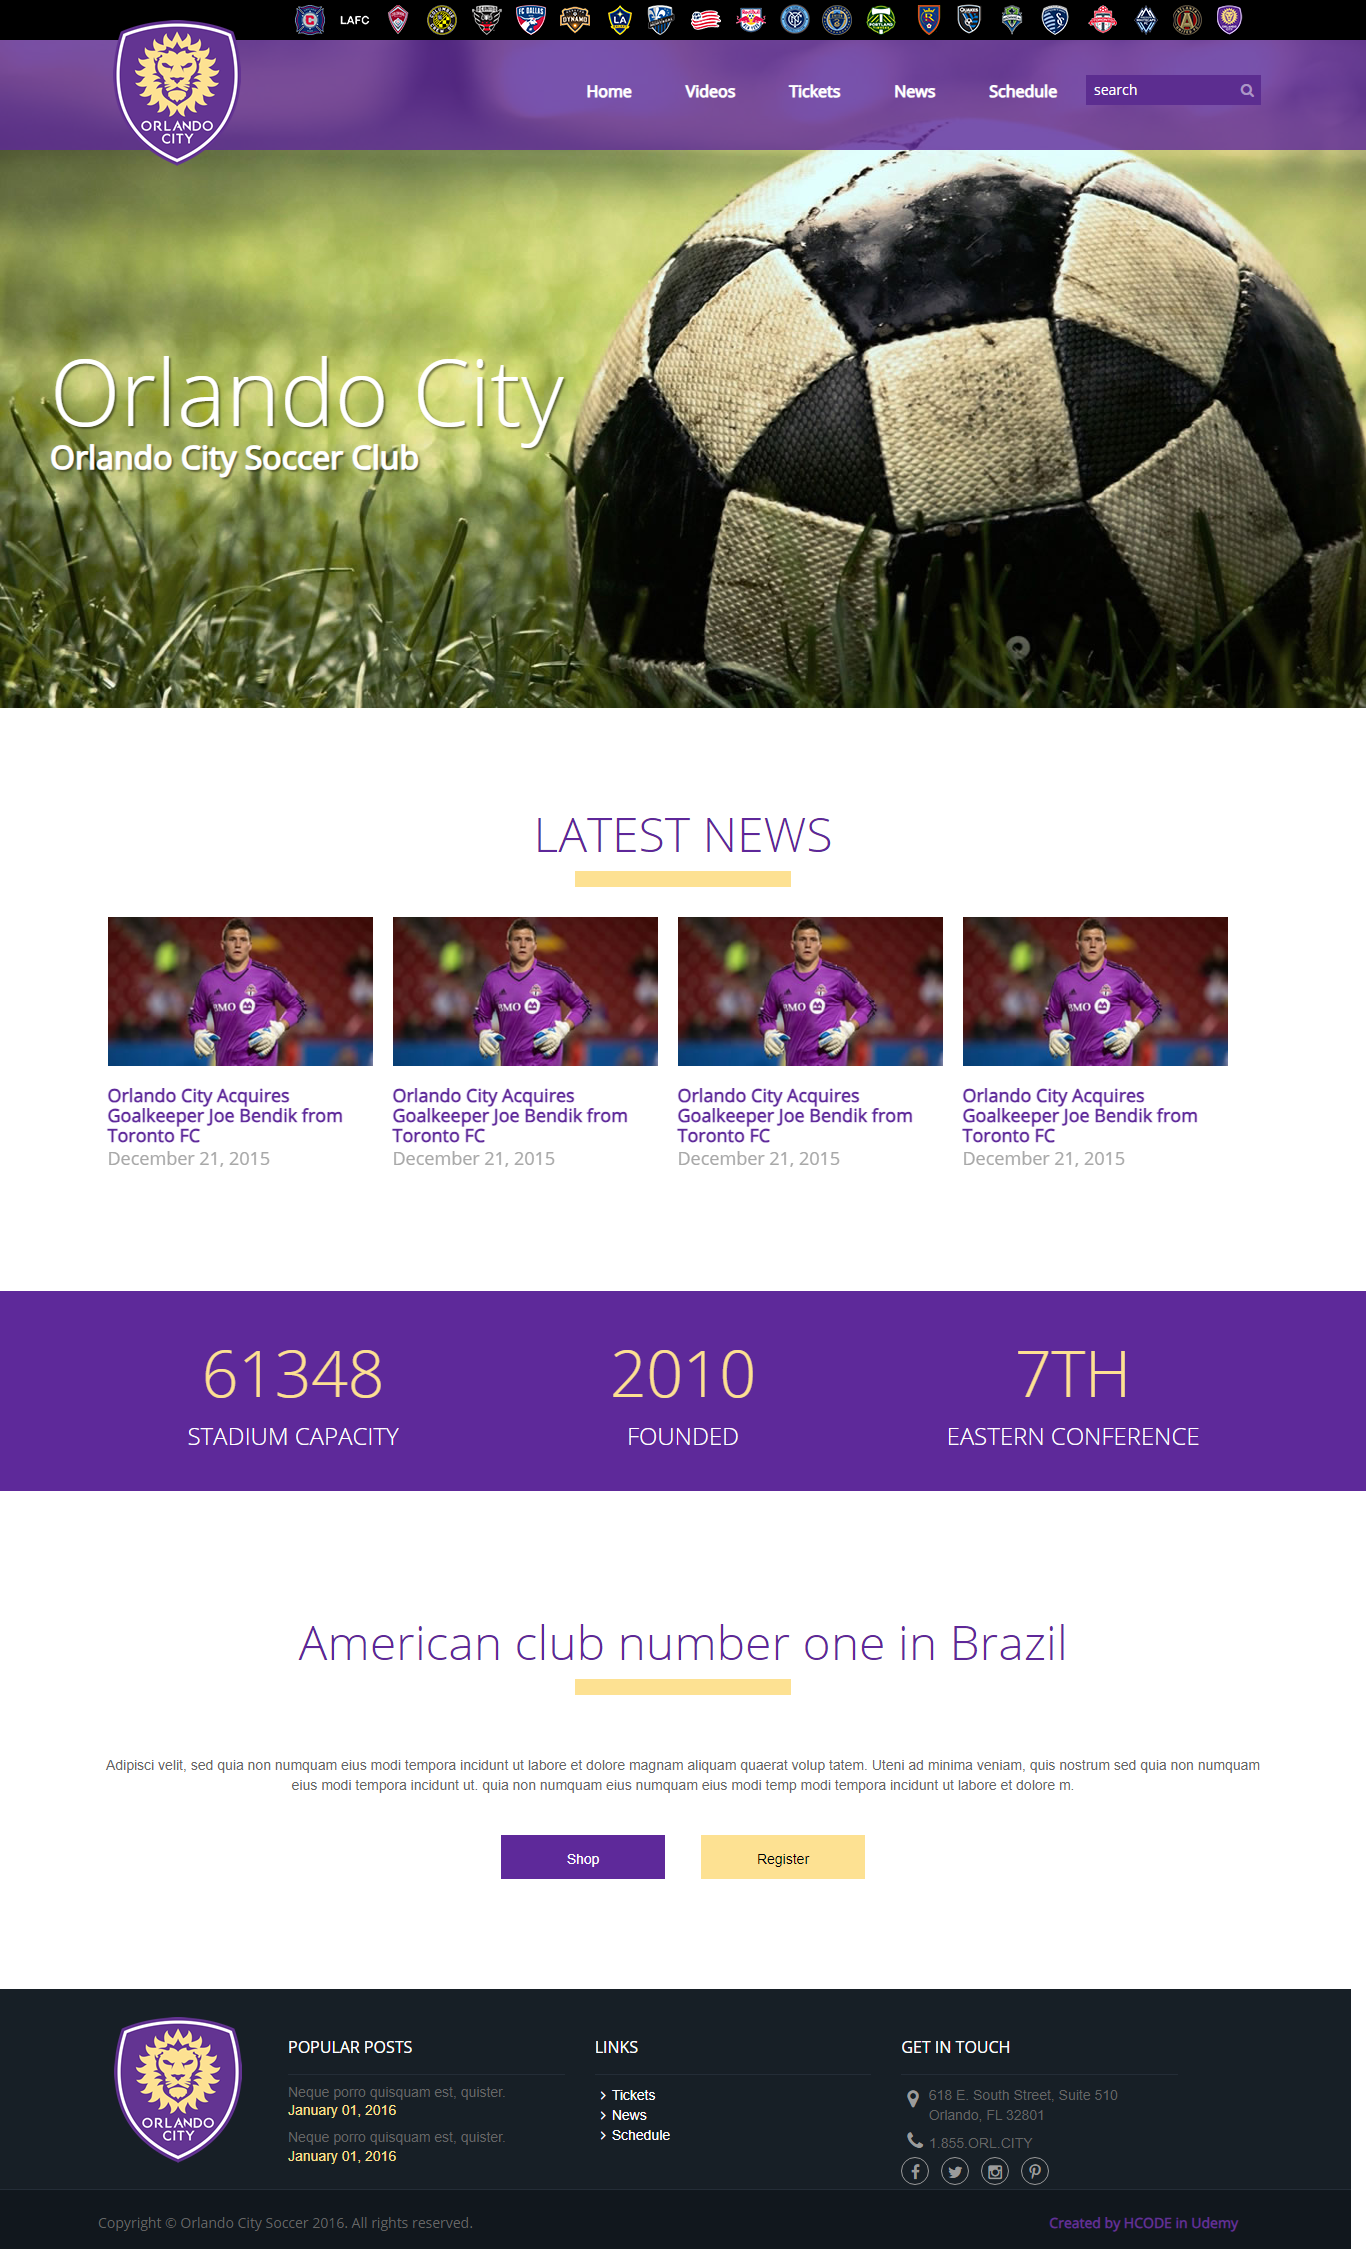 LAFC
FC DALLAS
DYNAMO
LA
ORLANDO
CITY
Home
Videos
Tickets
News
Schedule
search
Orlando City
Orlando City Soccer Club
LATEST NEWS
BMO
BMO
BMO
BMO
Orlando City Acquires
Goalkeeper Joe Bendik from
Toronto FC
December 21, 2015
Orlando City Acquires
Goalkeeper Joe Bendik from
Toronto FC
December 21, 2015
Orlando City Acquires
Goalkeeper Joe Bendik from
Toronto FC
December 21, 2015
Orlando City Acquires
Goalkeeper Joe Bendik from
Toronto FC
December 21, 2015
61348
STADIUM CAPACITY
2010
FOUNDED
7TH
EASTERN CONFERENCE
American club number one in Brazil
Adipisci velit, sed quia non numquam eius modi tempora incidunt ut labore et dolore magnam aliquam quaerat volup tatem. Uteni ad minima veniam, quis nostrum sed quia non numquam
eius modi tempora incidunt ut. quia non numquam eius numquam eius modi temp modi tempora incidunt ut labore et dolore m.
Shop
Register
ORLANDO
CITY
POPULAR POSTS
Neque porro quisquam est, quister.
January 01, 2016
Neque porro quisquam est, quister.
January 01, 2016
LINKS
Tickets
News
Schedule
GET IN TOUCH
618 E. South Street, Suite 510
Orlando, FL 32801
1.855.ORL.CITY
Copyright © Orlando City Soccer 2016. All rights reserved.
Created by HCODE in Udemy